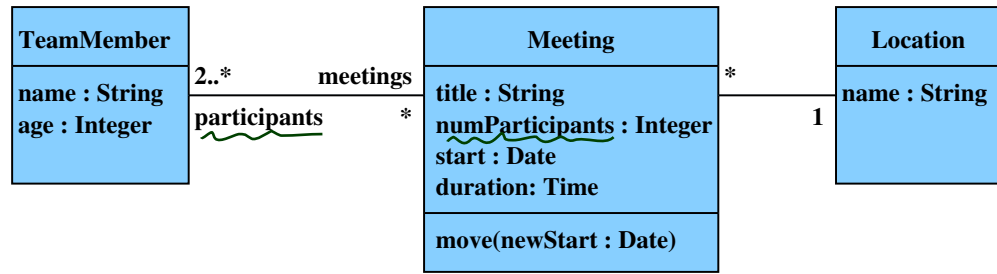 TeamMember
name : String
age : Integer
2..*
participants
meetings
*
Meeting
title : String
numParticipants : Integer
start : Date
duration: Time
move(newStart : Date)
*
1
Location
name : String